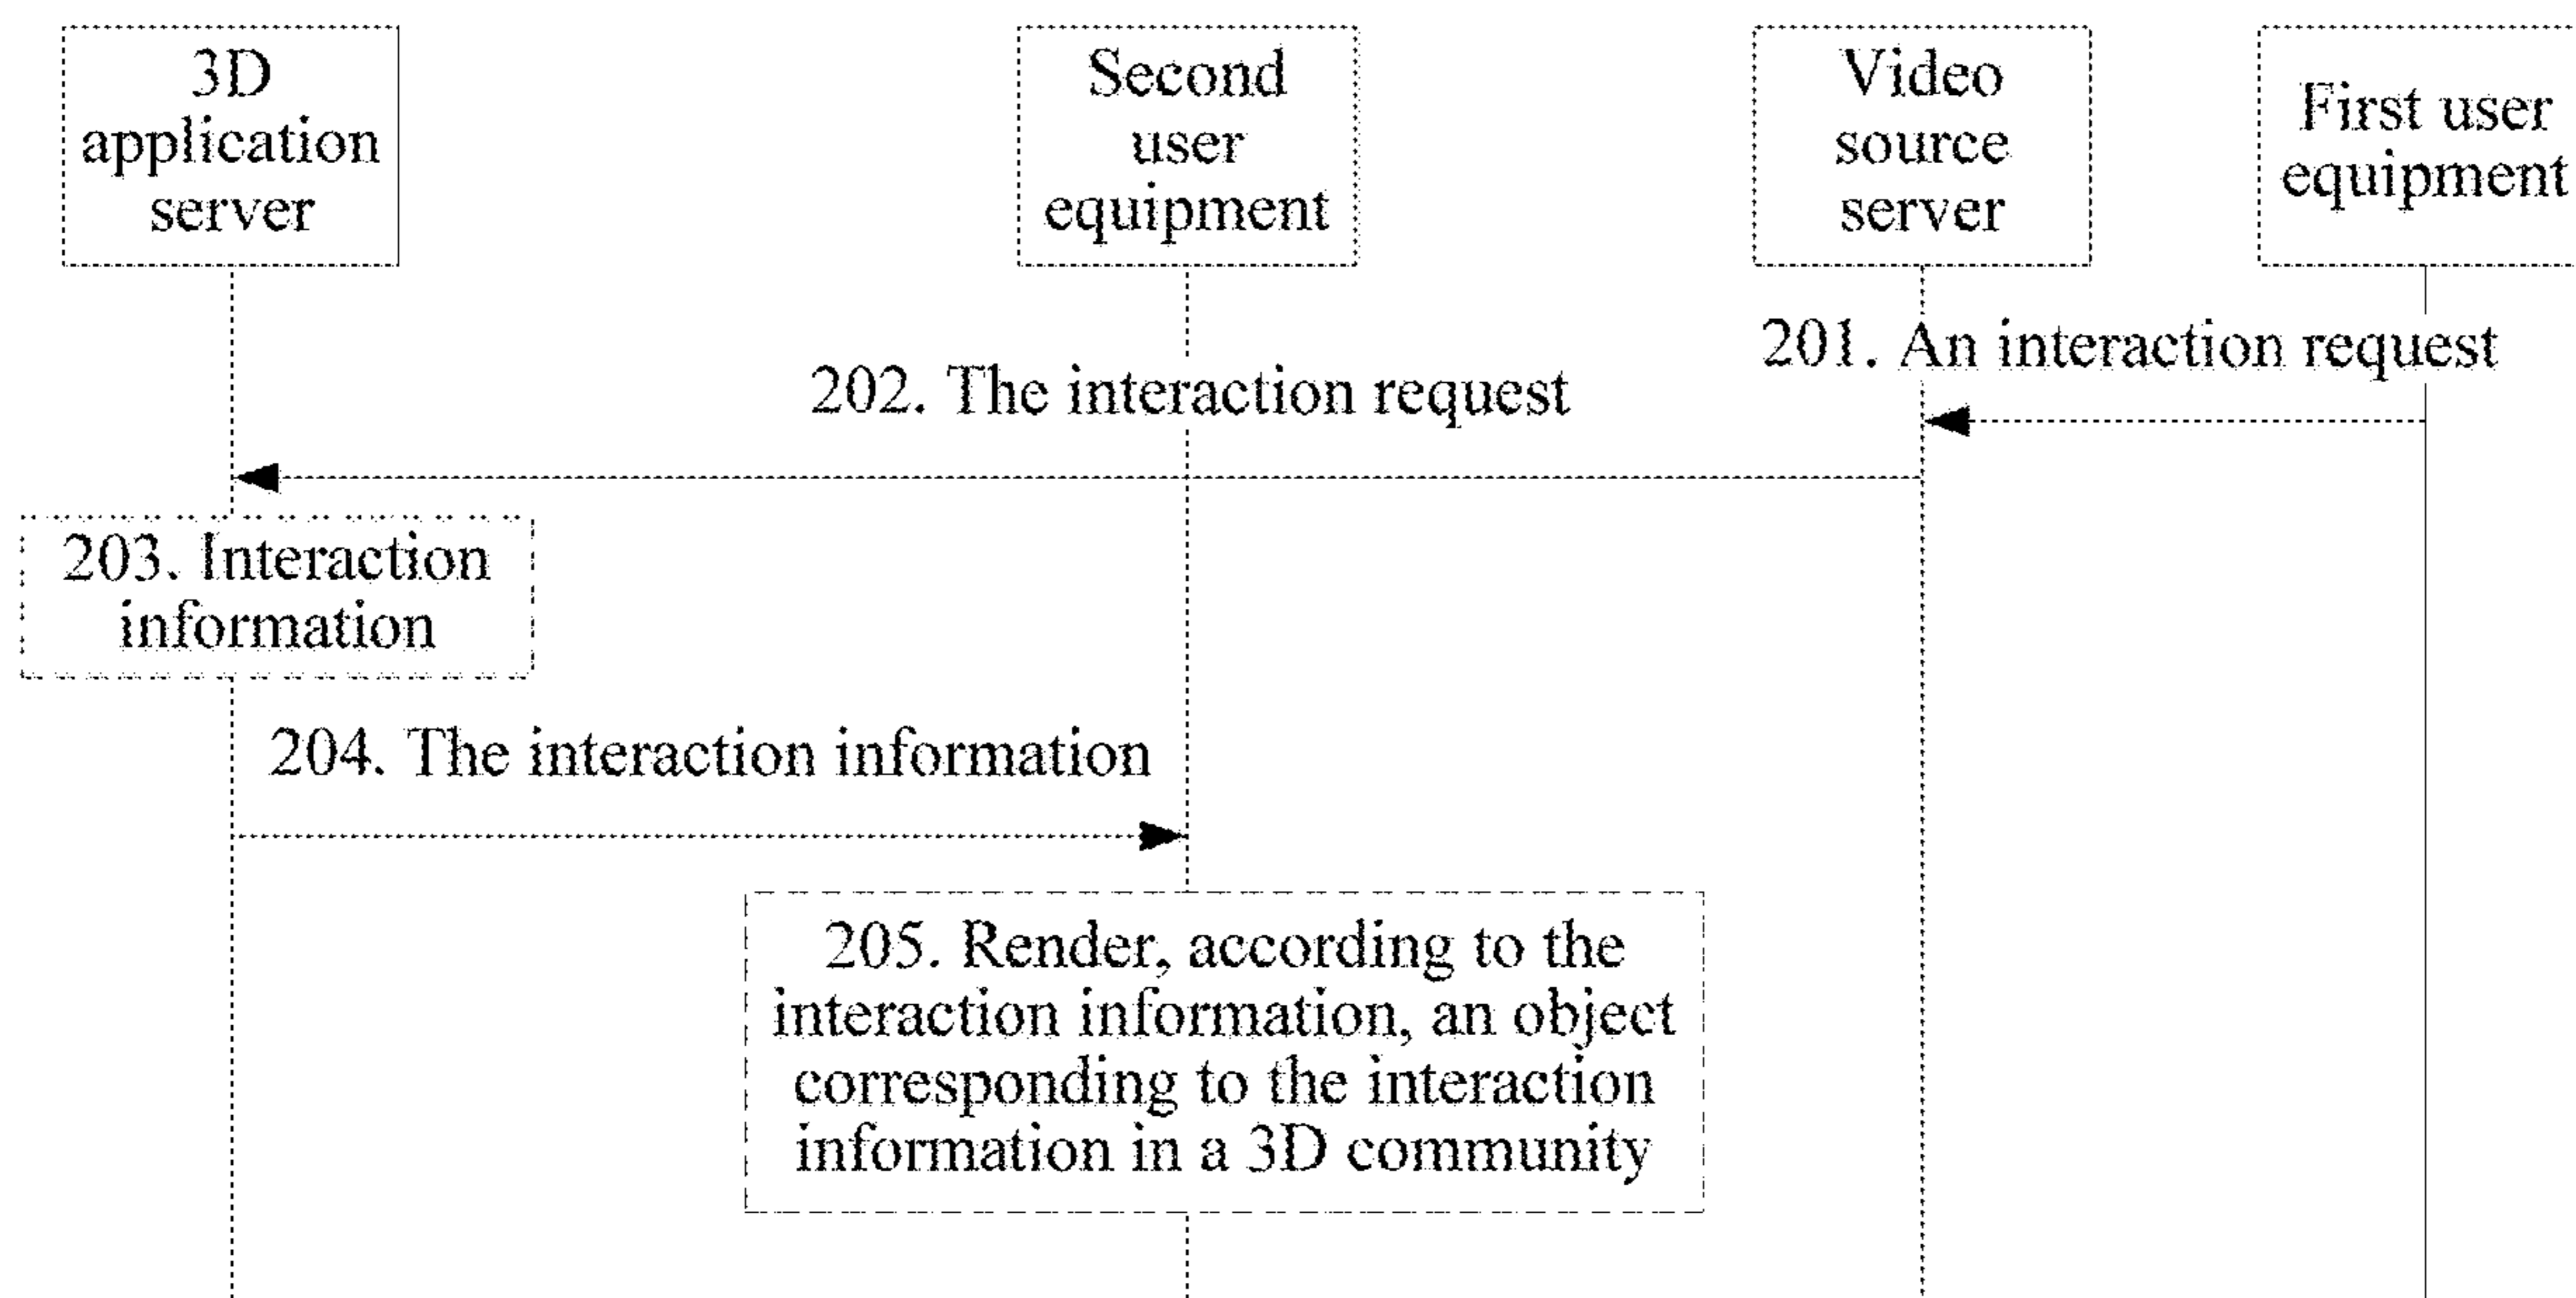 3D
application
server
Second
user
equipment
Video
source
server
First user
equipment
201. An interaction request
202. The interaction request
203. Interaction
information
204. The interaction information
205. Render, according to the
interaction information, an object
corresponding to the interaction
information in a 3D community